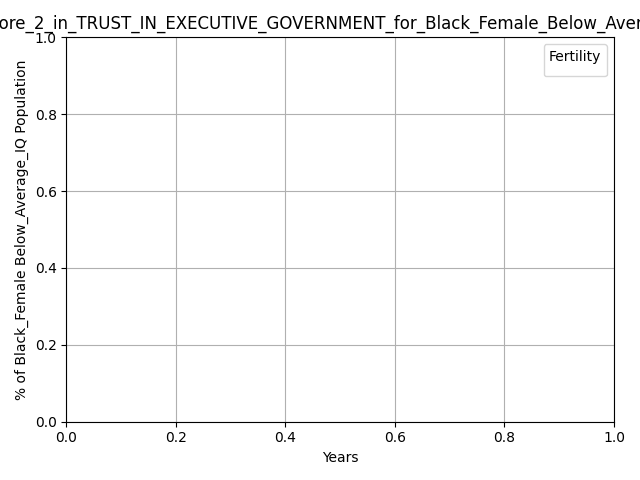 ore_2_in_TRUST_IN_EXECUTIVE_GOVERNMENT_for_Black_Female_Below_Aver
Fertility
% of Black_Female Below_Average_IQ Population
1.0
0.8
0.6
0.4
0.2
0.0
0.0 0.2 0.4 0.6 0.8 1.0
Years